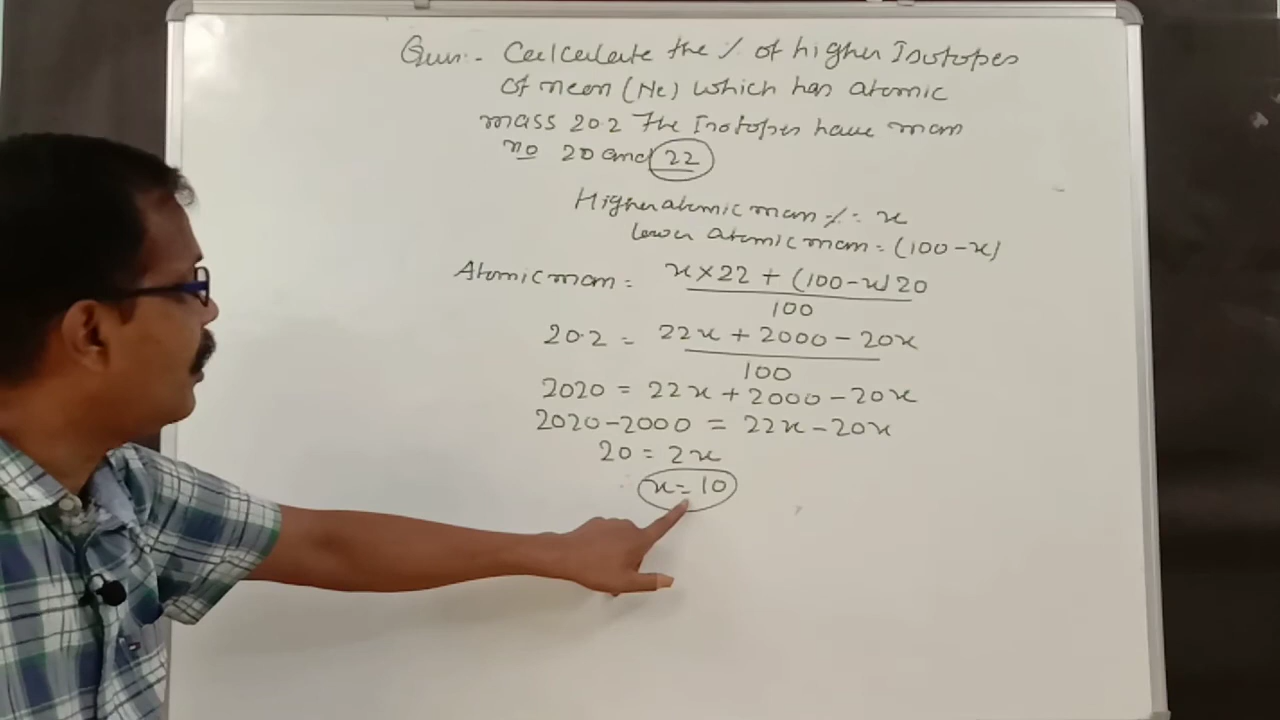 Qun:- Calculate the % of higher Isotopes
of neon (Ne) which has atomic
mass 20.2 The Isotopes have mass
no 20 and 22
Higher atomic mass % = x
Lower atomic mass = (100-x)
Atomic mass = x×22 + (100-x) 20
100
20.2 = 22x + 2000 - 20x
100
2020 = 22x + 2000 - 20x
2020-2000 = 22x - 20x
20 = 2x
x = 10